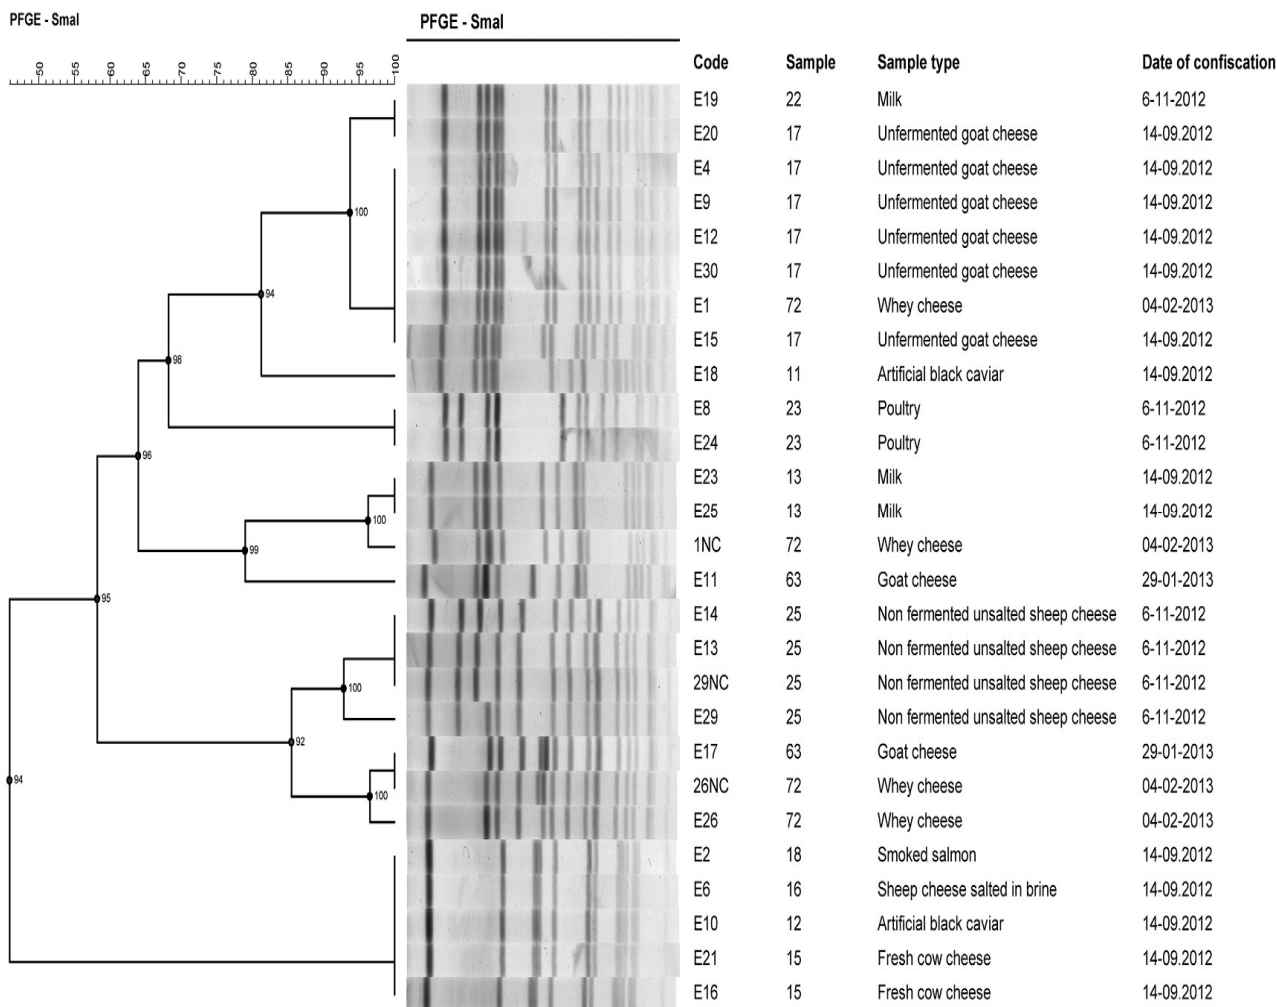 PFGE - SmaI
PFGE - SmaI
50 55 60 65 70 75 80 85 90 95 100
Code Sample Sample type Date of confiscation
E19 22 Milk 6-11-2012
E20 17 Unfermented goat cheese 14-09.2012
E4 17 Unfermented goat cheese 14-09.2012
E9 17 Unfermented goat cheese 14-09.2012
100
E12 17 Unfermented goat cheese 14-09.2012
E30 17 Unfermented goat cheese 14-09.2012
94
E1 72 Whey cheese 04-02-2013
E15 17 Unfermented goat cheese 14-09.2012
98
E18 11 Artificial black caviar 14-09.2012
E8 23 Poultry 6-11-2012
E24 23 Poultry 6-11-2012
96
E23 13 Milk 14-09.2012
E25 13 Milk 14-09.2012
100
1NC 72 Whey cheese 04-02-2013
99
E11 63 Goat cheese 29-01-2013
95
E14 25 Non fermented unsalted sheep cheese 6-11-2012
E13 25 Non fermented unsalted sheep cheese 6-11-2012
29NC 25 Non fermented unsalted sheep cheese 6-11-2012
100
E29 25 Non fermented unsalted sheep cheese 6-11-2012
92
E17 63 Goat cheese 29-01-2013
94
26NC 72 Whey cheese 04-02-2013
100
E26 72 Whey cheese 04-02-2013
E2 18 Smoked salmon 14-09.2012
E6 16 Sheep cheese salted in brine 14-09.2012
E10 12 Artificial black caviar 14-09.2012
E21 15 Fresh cow cheese 14-09.2012
E16 15 Fresh cow cheese 14-09.2012